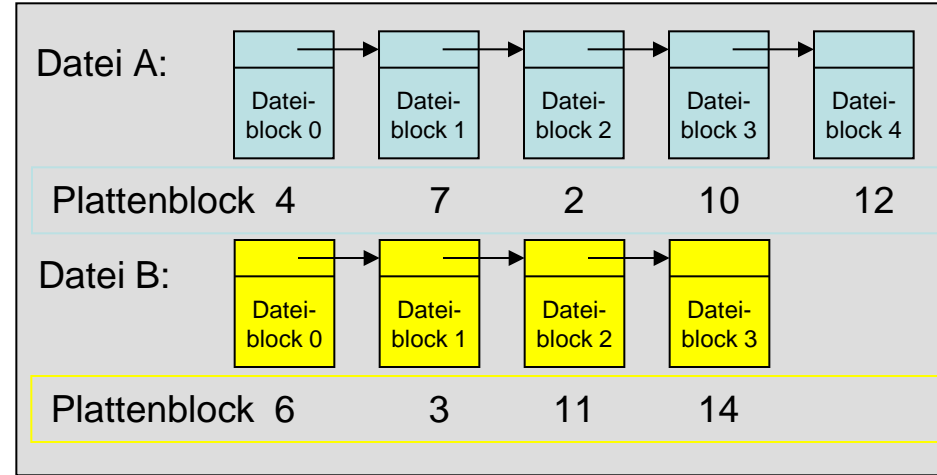 Datei A:
Datei-
block 0
Datei-
block 1
Datei-
block 2
Datei-
block 3
Datei-
block 4
Plattenblock 4 7 2 10 12
Datei B:
Datei-
block 0
Datei-
block 1
Datei-
block 2
Datei-
block 3
Plattenblock 6 3 11 14